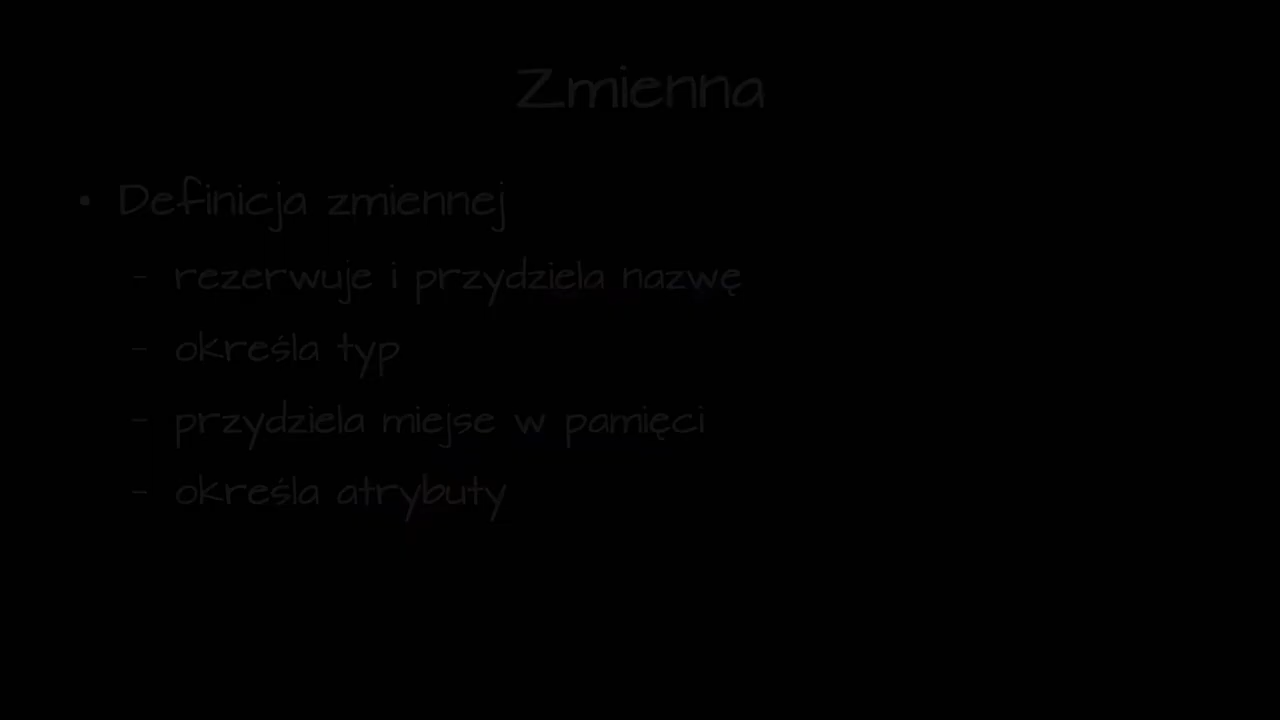 Zmienna
• Definicja zmiennej
– rezerwuje i przydziela nazwę
– określa typ
– przydziela miejse w pamięci
– określa atrybuty